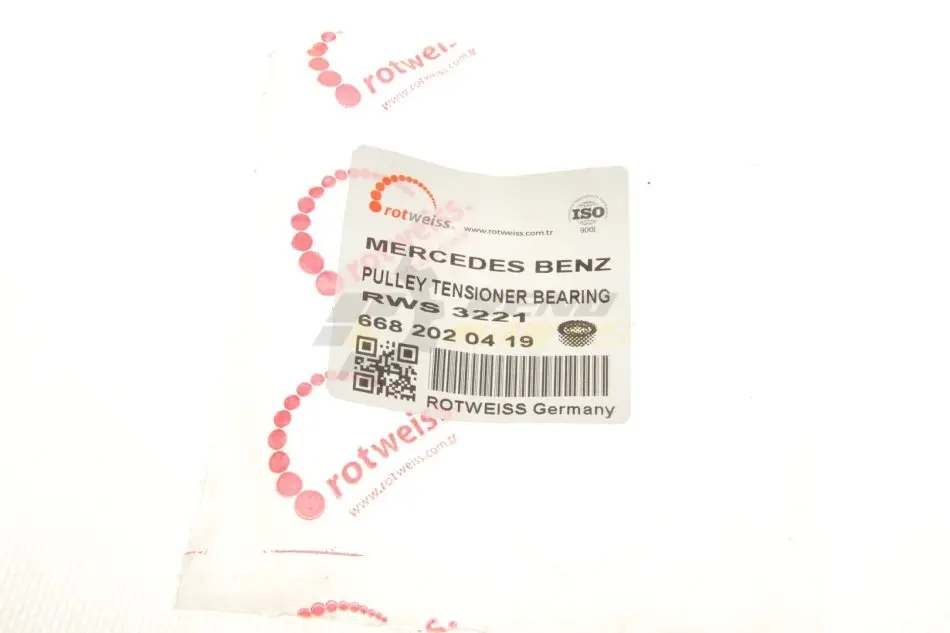 rotweiss.
www.rotweiss.com.tr
rotweiss.
www.rotweiss.com.tr
ISO
9001
rotweiss.
MERCEDES BENZ
PULLEY TENSIONER BEARING
RWS 3221
668 202 04 19
ROTWEISS Germany
rotweiss.
www.rotweiss.com.tr